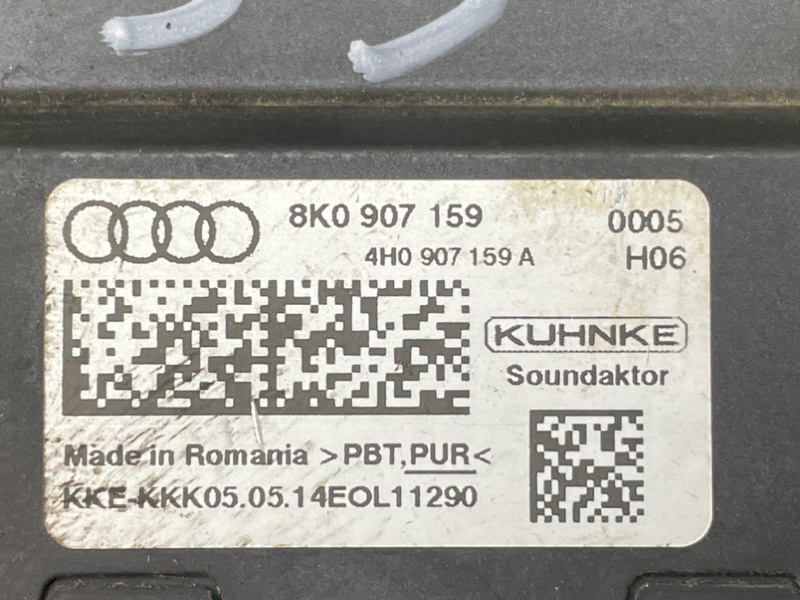 8K0 907 159 0005
4H0 907 159 A H06
KUHNKE
Soundaktor
Made in Romania >PBT,PUR<
KKE-KKK05.05.14EOL11290